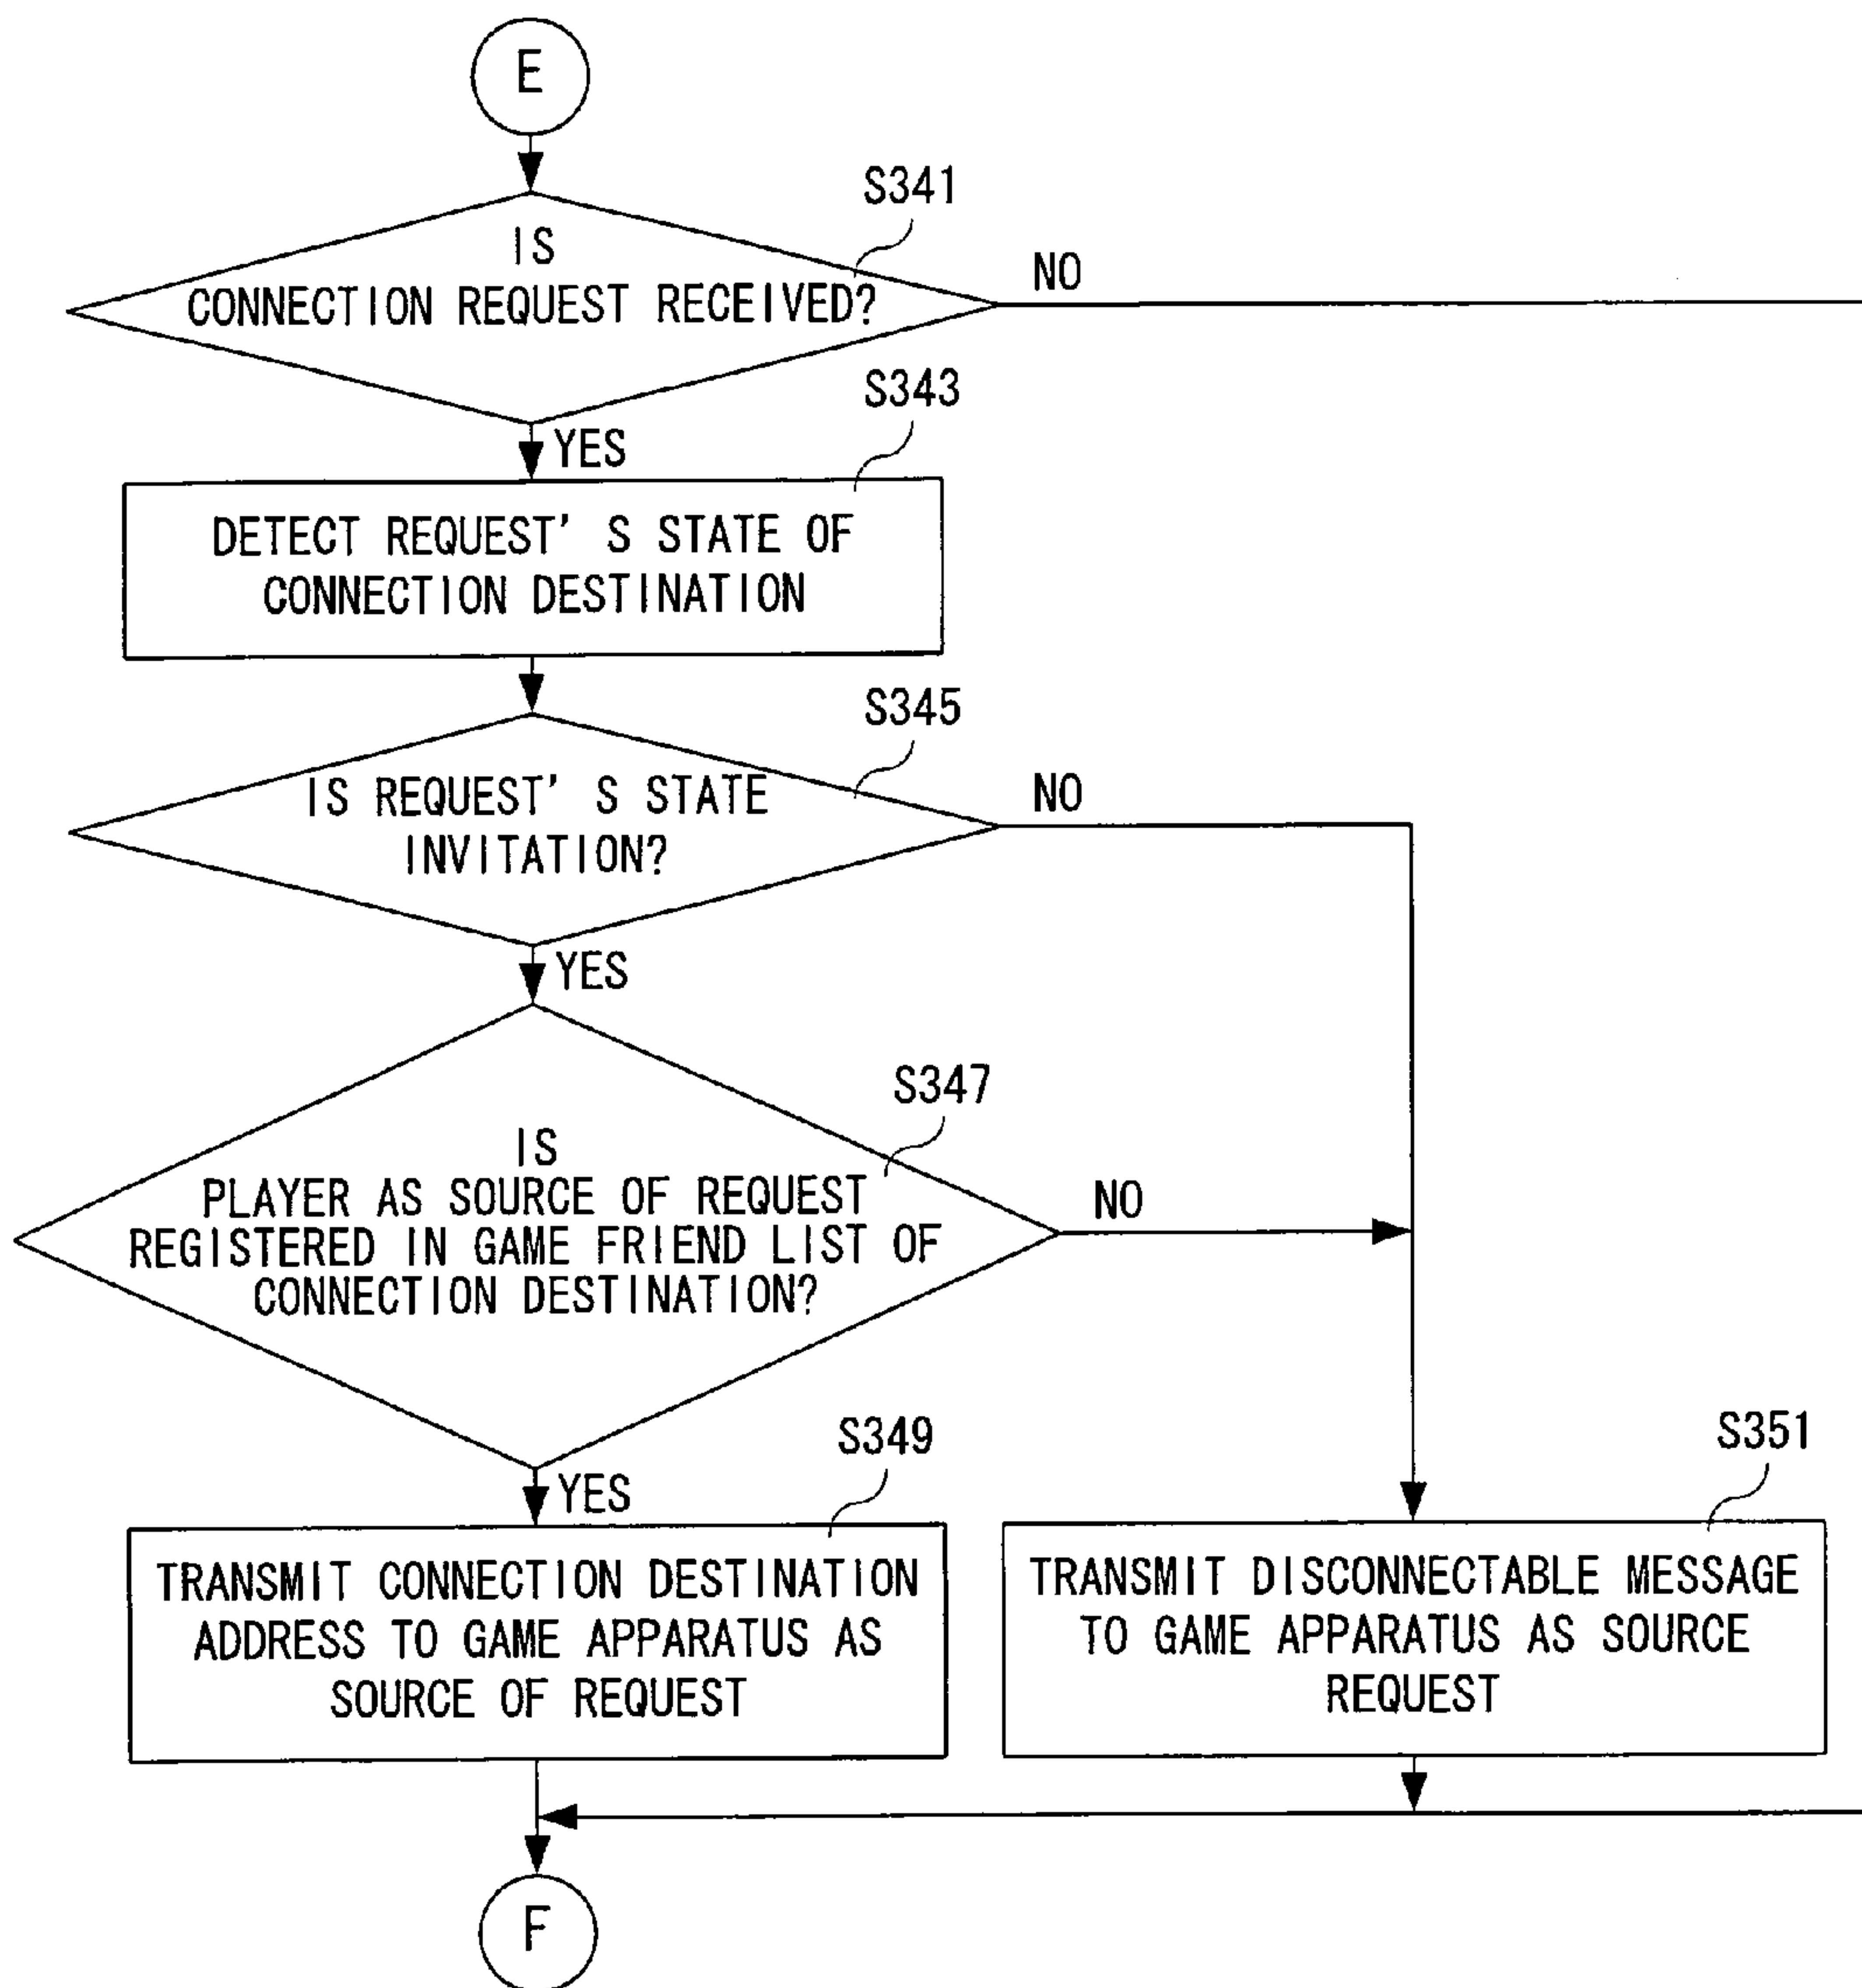 E
S341
IS
CONNECTION REQUEST RECEIVED?
NO
YES
S343
DETECT REQUEST' S STATE OF
CONNECTION DESTINATION
S345
IS REQUEST' S STATE
INVITATION?
NO
YES
S347
IS
PLAYER AS SOURCE OF REQUEST
REGISTERED IN GAME FRIEND LIST OF
CONNECTION DESTINATION?
NO
YES
S349
TRANSMIT CONNECTION DESTINATION
ADDRESS TO GAME APPARATUS AS
SOURCE OF REQUEST
S351
TRANSMIT DISCONNECTABLE MESSAGE
TO GAME APPARATUS AS SOURCE
REQUEST
F